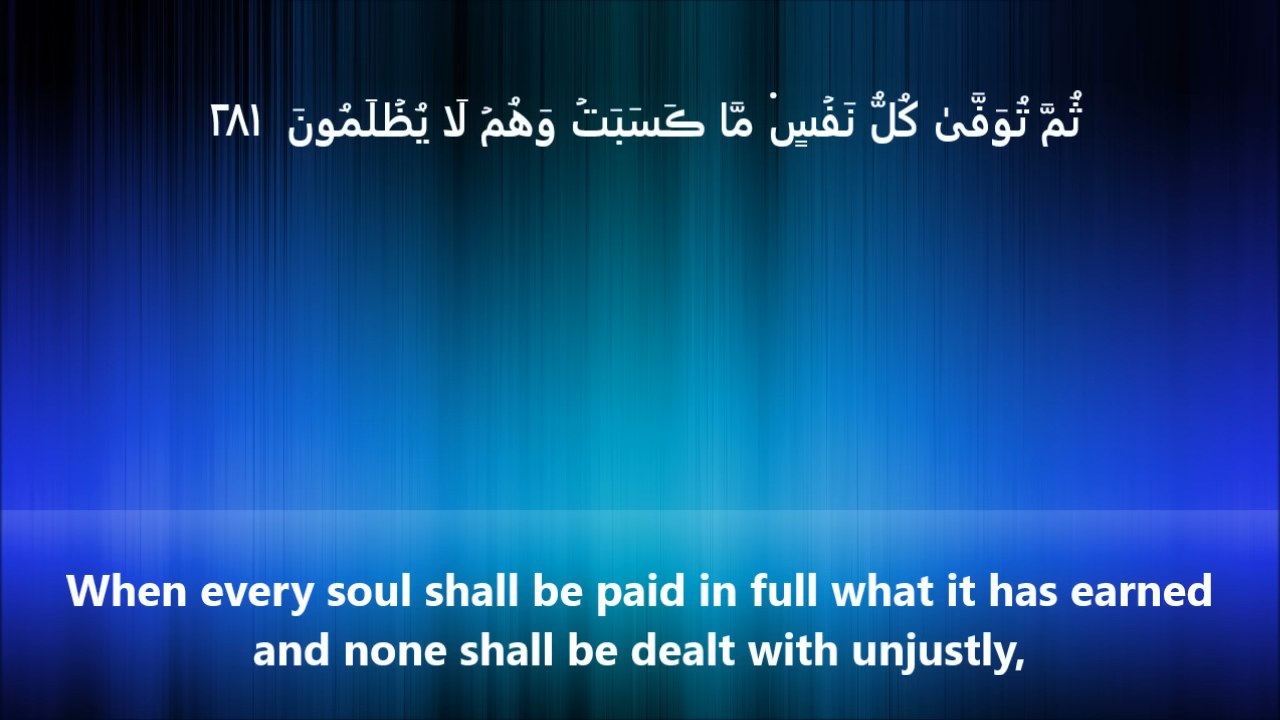 ثُمَّ تُوَفَّىٰ كُلُّ نَفۡسٖ مَّا كَسَبَتۡ وَهُمۡ لَا يُظۡلَمُونَ ٢٨١
When every soul shall be paid in full what it has earned
and none shall be dealt with unjustly,